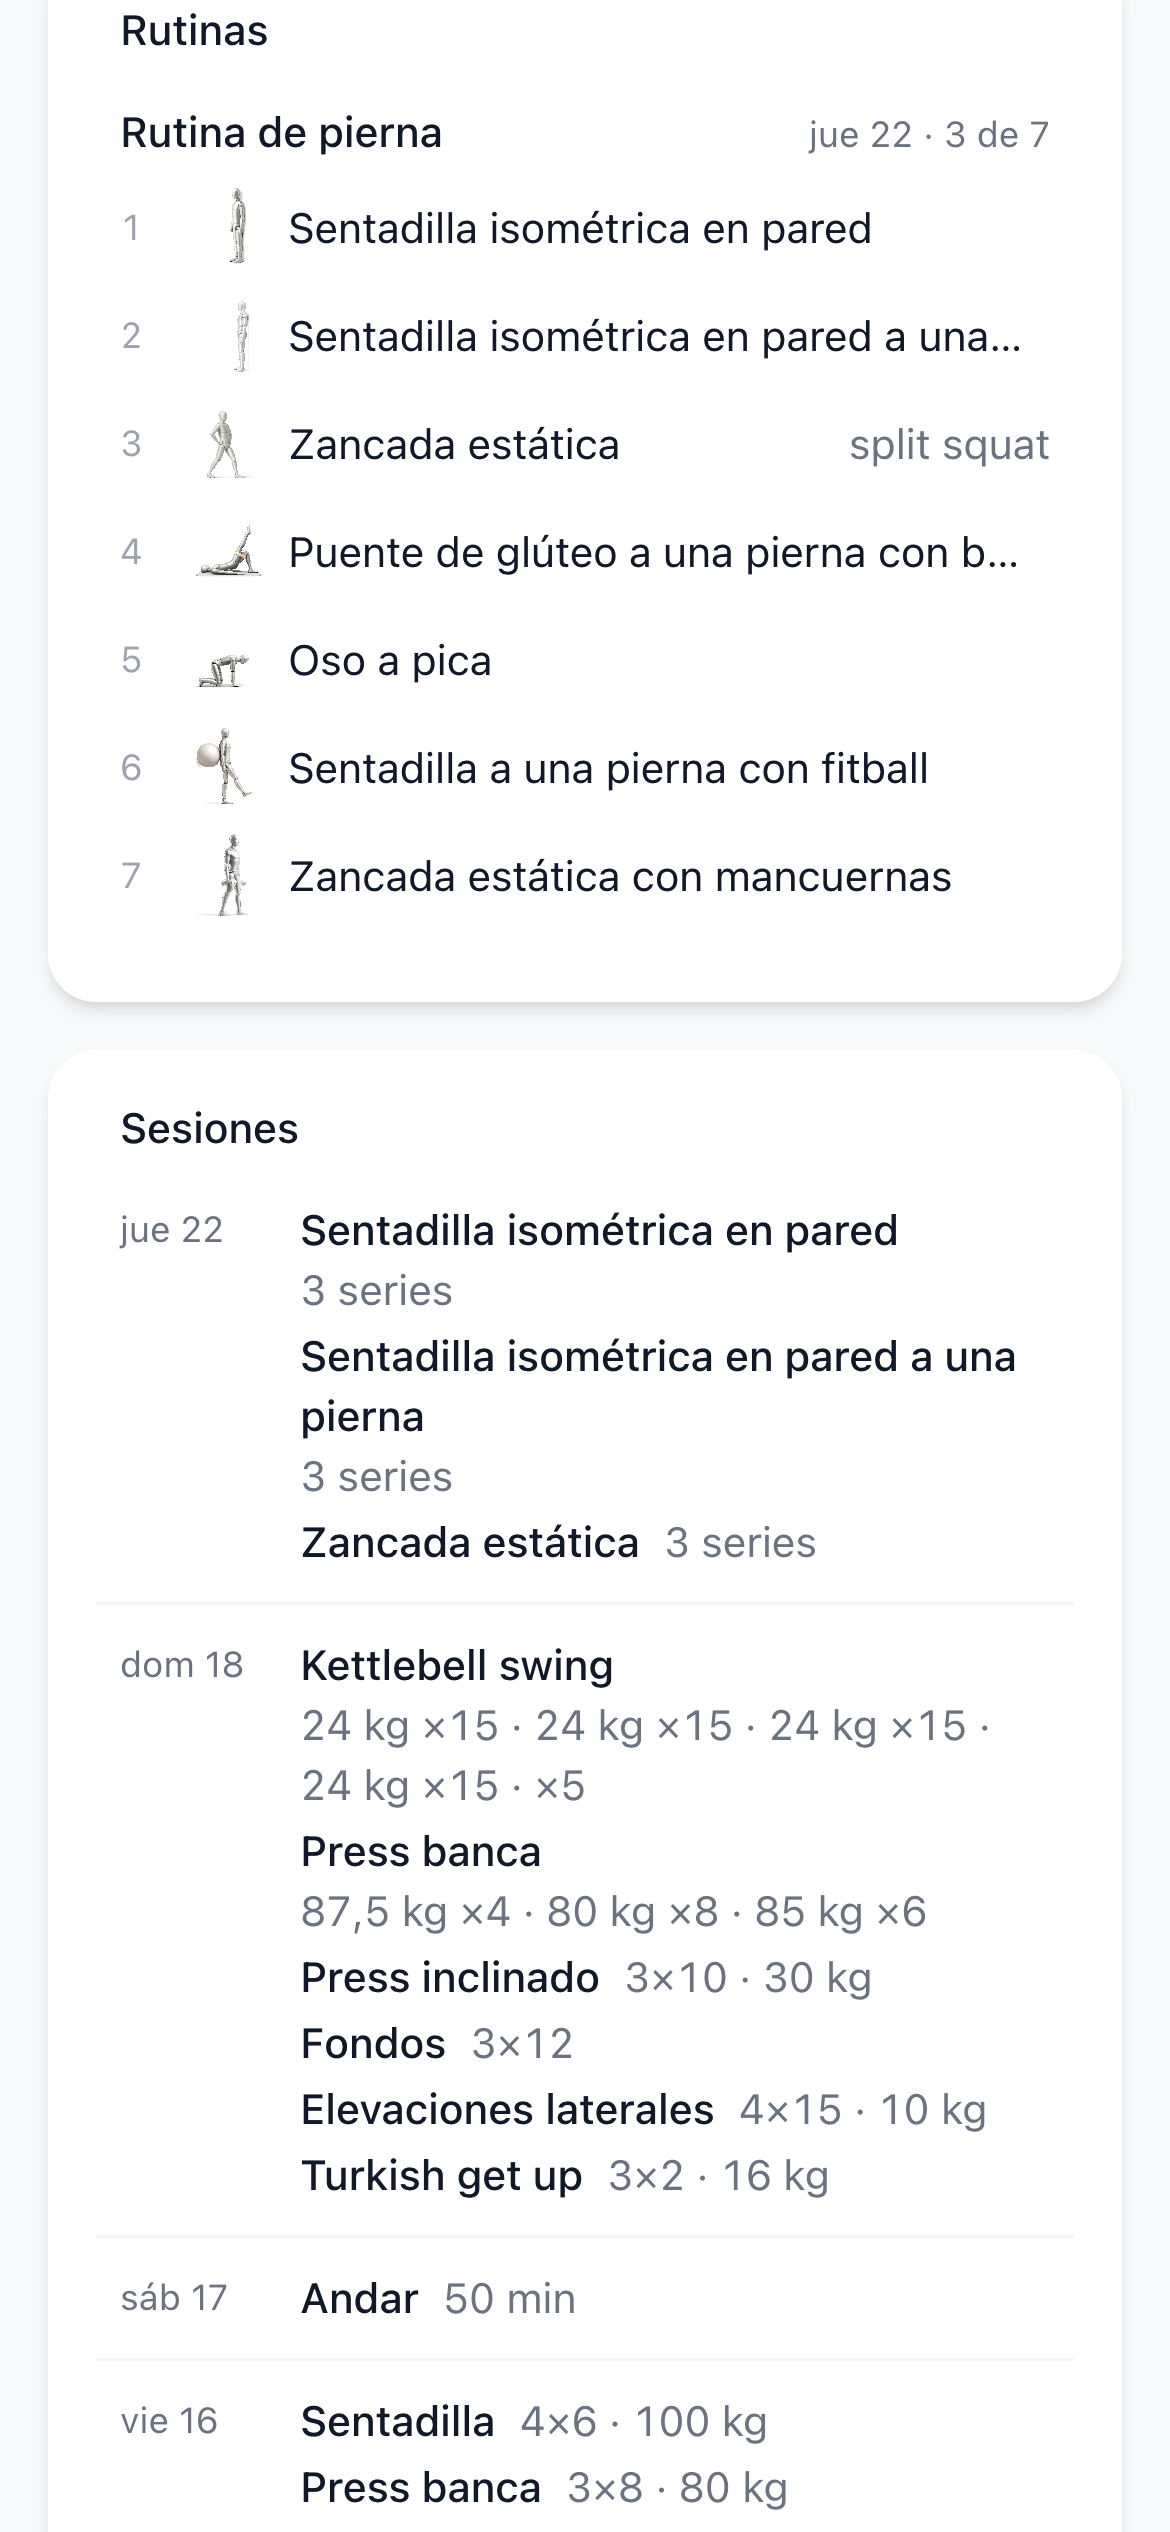 Rutinas
Rutina de pierna jue 22 · 3 de 7
1 Sentadilla isométrica en pared
2 Sentadilla isométrica en pared a una...
3 Zancada estática split squat
4 Puente de glúteo a una pierna con b...
5 Oso a pica
6 Sentadilla a una pierna con fitball
7 Zancada estática con mancuernas
Sesiones
jue 22 Sentadilla isométrica en pared
3 series
Sentadilla isométrica en pared a una
pierna
3 series
Zancada estática 3 series
dom 18 Kettlebell swing
24 kg ×15 · 24 kg ×15 · 24 kg ×15 ·
24 kg ×15 · ×5
Press banca
87,5 kg ×4 · 80 kg ×8 · 85 kg ×6
Press inclinado 3×10 · 30 kg
Fondos 3×12
Elevaciones laterales 4×15 · 10 kg
Turkish get up 3×2 · 16 kg
sáb 17 Andar 50 min
vie 16 Sentadilla 4×6 · 100 kg
Press banca 3×8 · 80 kg